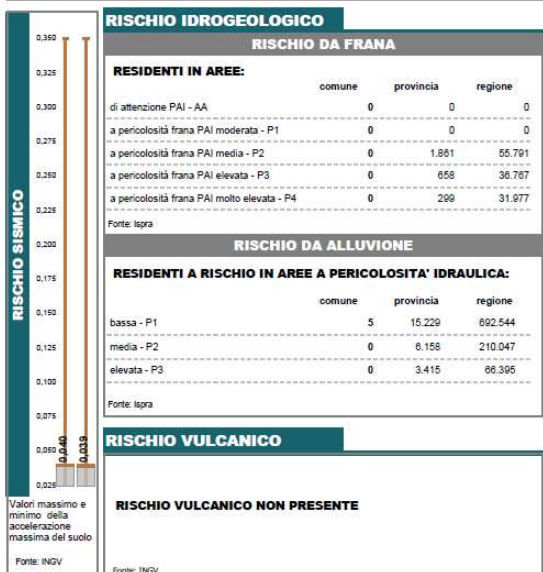 RISCHIO SISMICO
0,350
0,325
0,300
0,275
0,250
0,225
0,200
0,175
0,150
0,125
0,100
0,075
0,050
0,025
0,040
0,039
Valori massimo e
minimo della
accelerazione
massima del suolo
Fonte: INGV
RISCHIO IDROGEOLOGICO
RISCHIO DA FRANA
RESIDENTI IN AREE:
comune provincia regione
di attenzione PAI - AA 0 0 0
a pericolosità frana PAI moderata - P1 0 0 0
a pericolosità frana PAI media - P2 0 1.861 55.791
a pericolosità frana PAI elevata - P3 0 658 36.767
a pericolosità frana PAI molto elevata - P4 0 299 31.977
Fonte: Ispra
RISCHIO DA ALLUVIONE
RESIDENTI A RISCHIO IN AREE A PERICOLOSITA' IDRAULICA:
comune provincia regione
bassa - P1 5 15.229 692.544
media - P2 0 6.158 210.047
elevata - P3 0 3.415 66.395
Fonte: Ispra
RISCHIO VULCANICO
RISCHIO VULCANICO NON PRESENTE
Fonte: INGV